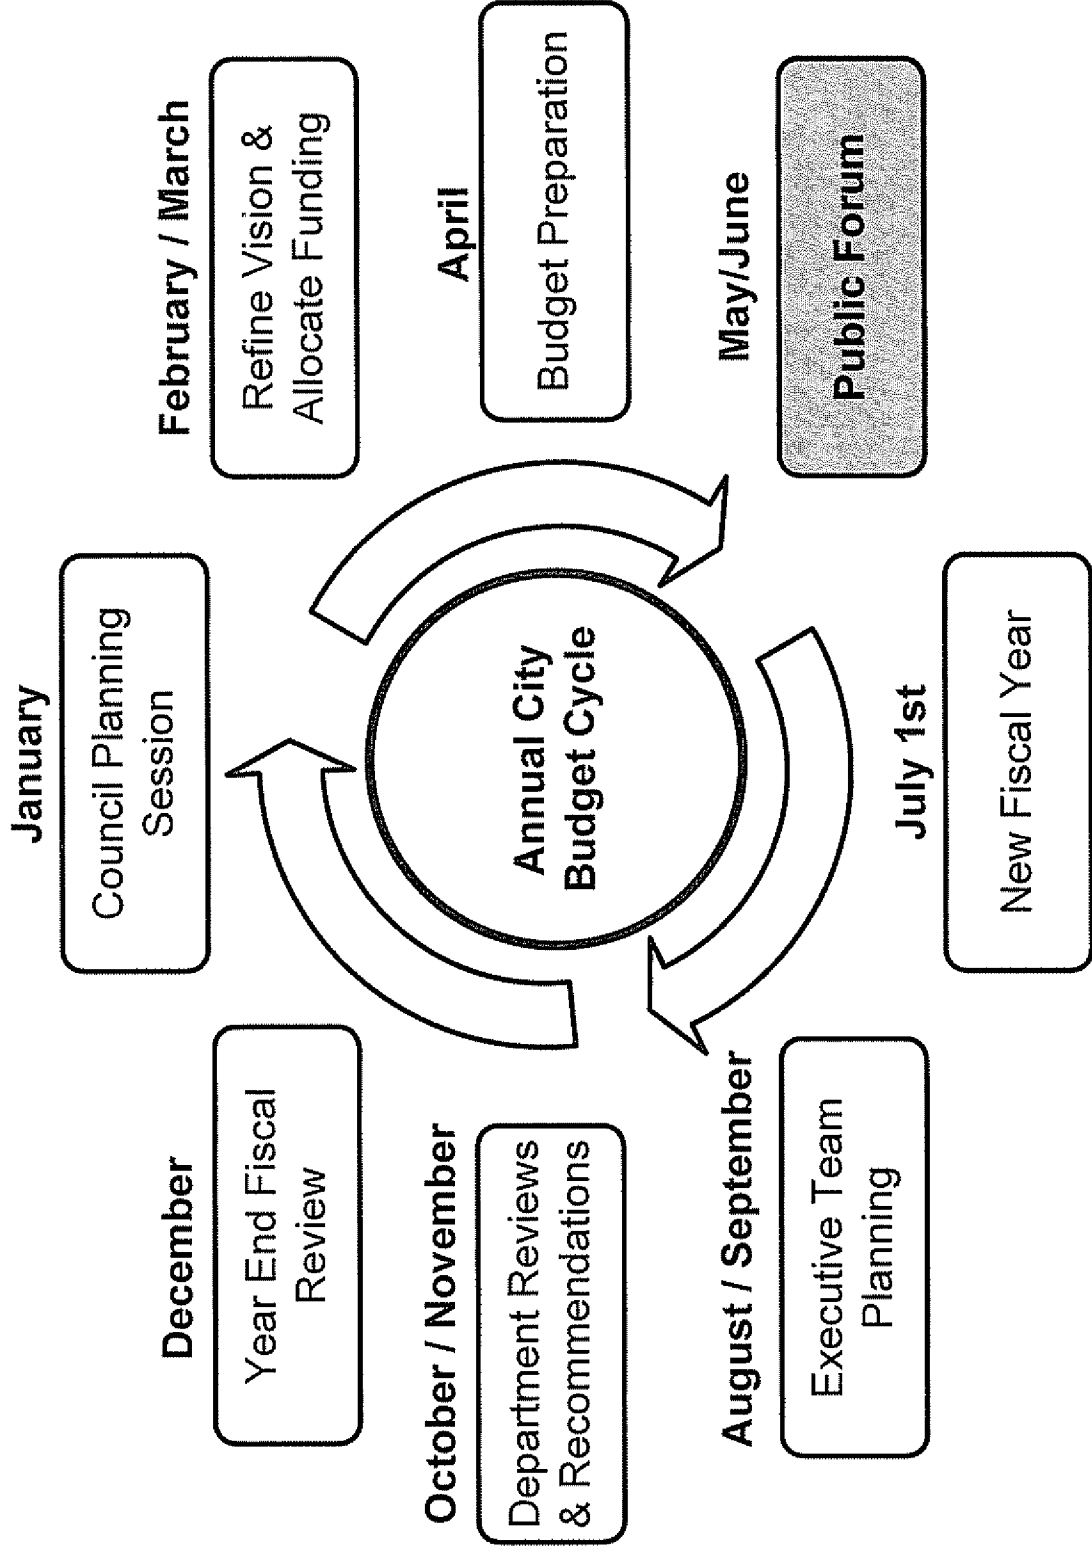 January
Council Planning
Session
February / March
Refine Vision &
Allocate Funding
April
Budget Preparation
May/June
Public Forum
July 1st
New Fiscal Year
August / September
Executive Team
Planning
October / November
Department Reviews
& Recommendations
December
Year End Fiscal
Review
Annual City
Budget Cycle